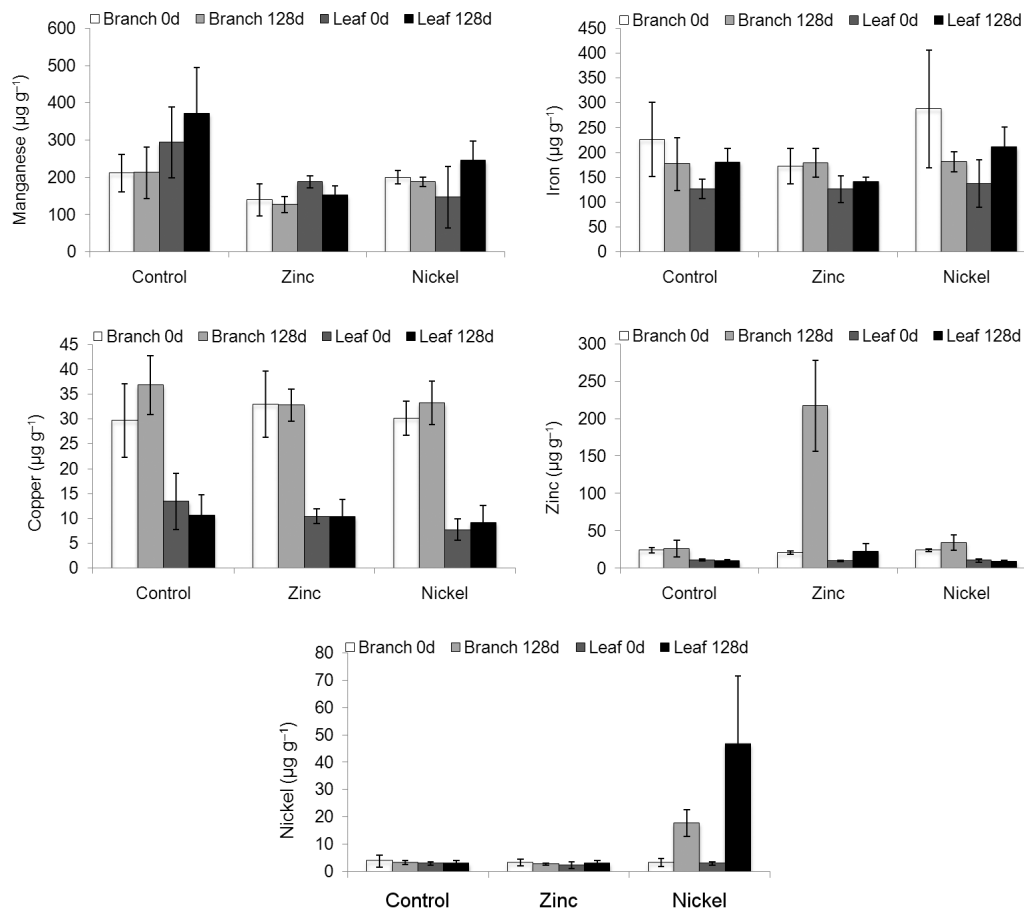 Branch 0d Branch 128d Leaf 0d Leaf 128d
Manganese (µg g⁻¹)
600
500
400
300
200
100
0
Control Zinc Nickel
Branch 0d Branch 128d Leaf 0d Leaf 128d
Iron (µg g⁻¹)
450
400
350
300
250
200
150
100
50
0
Control Zinc Nickel
Branch 0d Branch 128d Leaf 0d Leaf 128d
Copper (µg g⁻¹)
45
40
35
30
25
20
15
10
5
0
Control Zinc Nickel
Branch 0d Branch 128d Leaf 0d Leaf 128d
Zinc (µg g⁻¹)
300
250
200
150
100
50
0
Control Zinc Nickel
Branch 0d Branch 128d Leaf 0d Leaf 128d
Nickel (µg g⁻¹)
80
70
60
50
40
30
20
10
0
Control Zinc Nickel